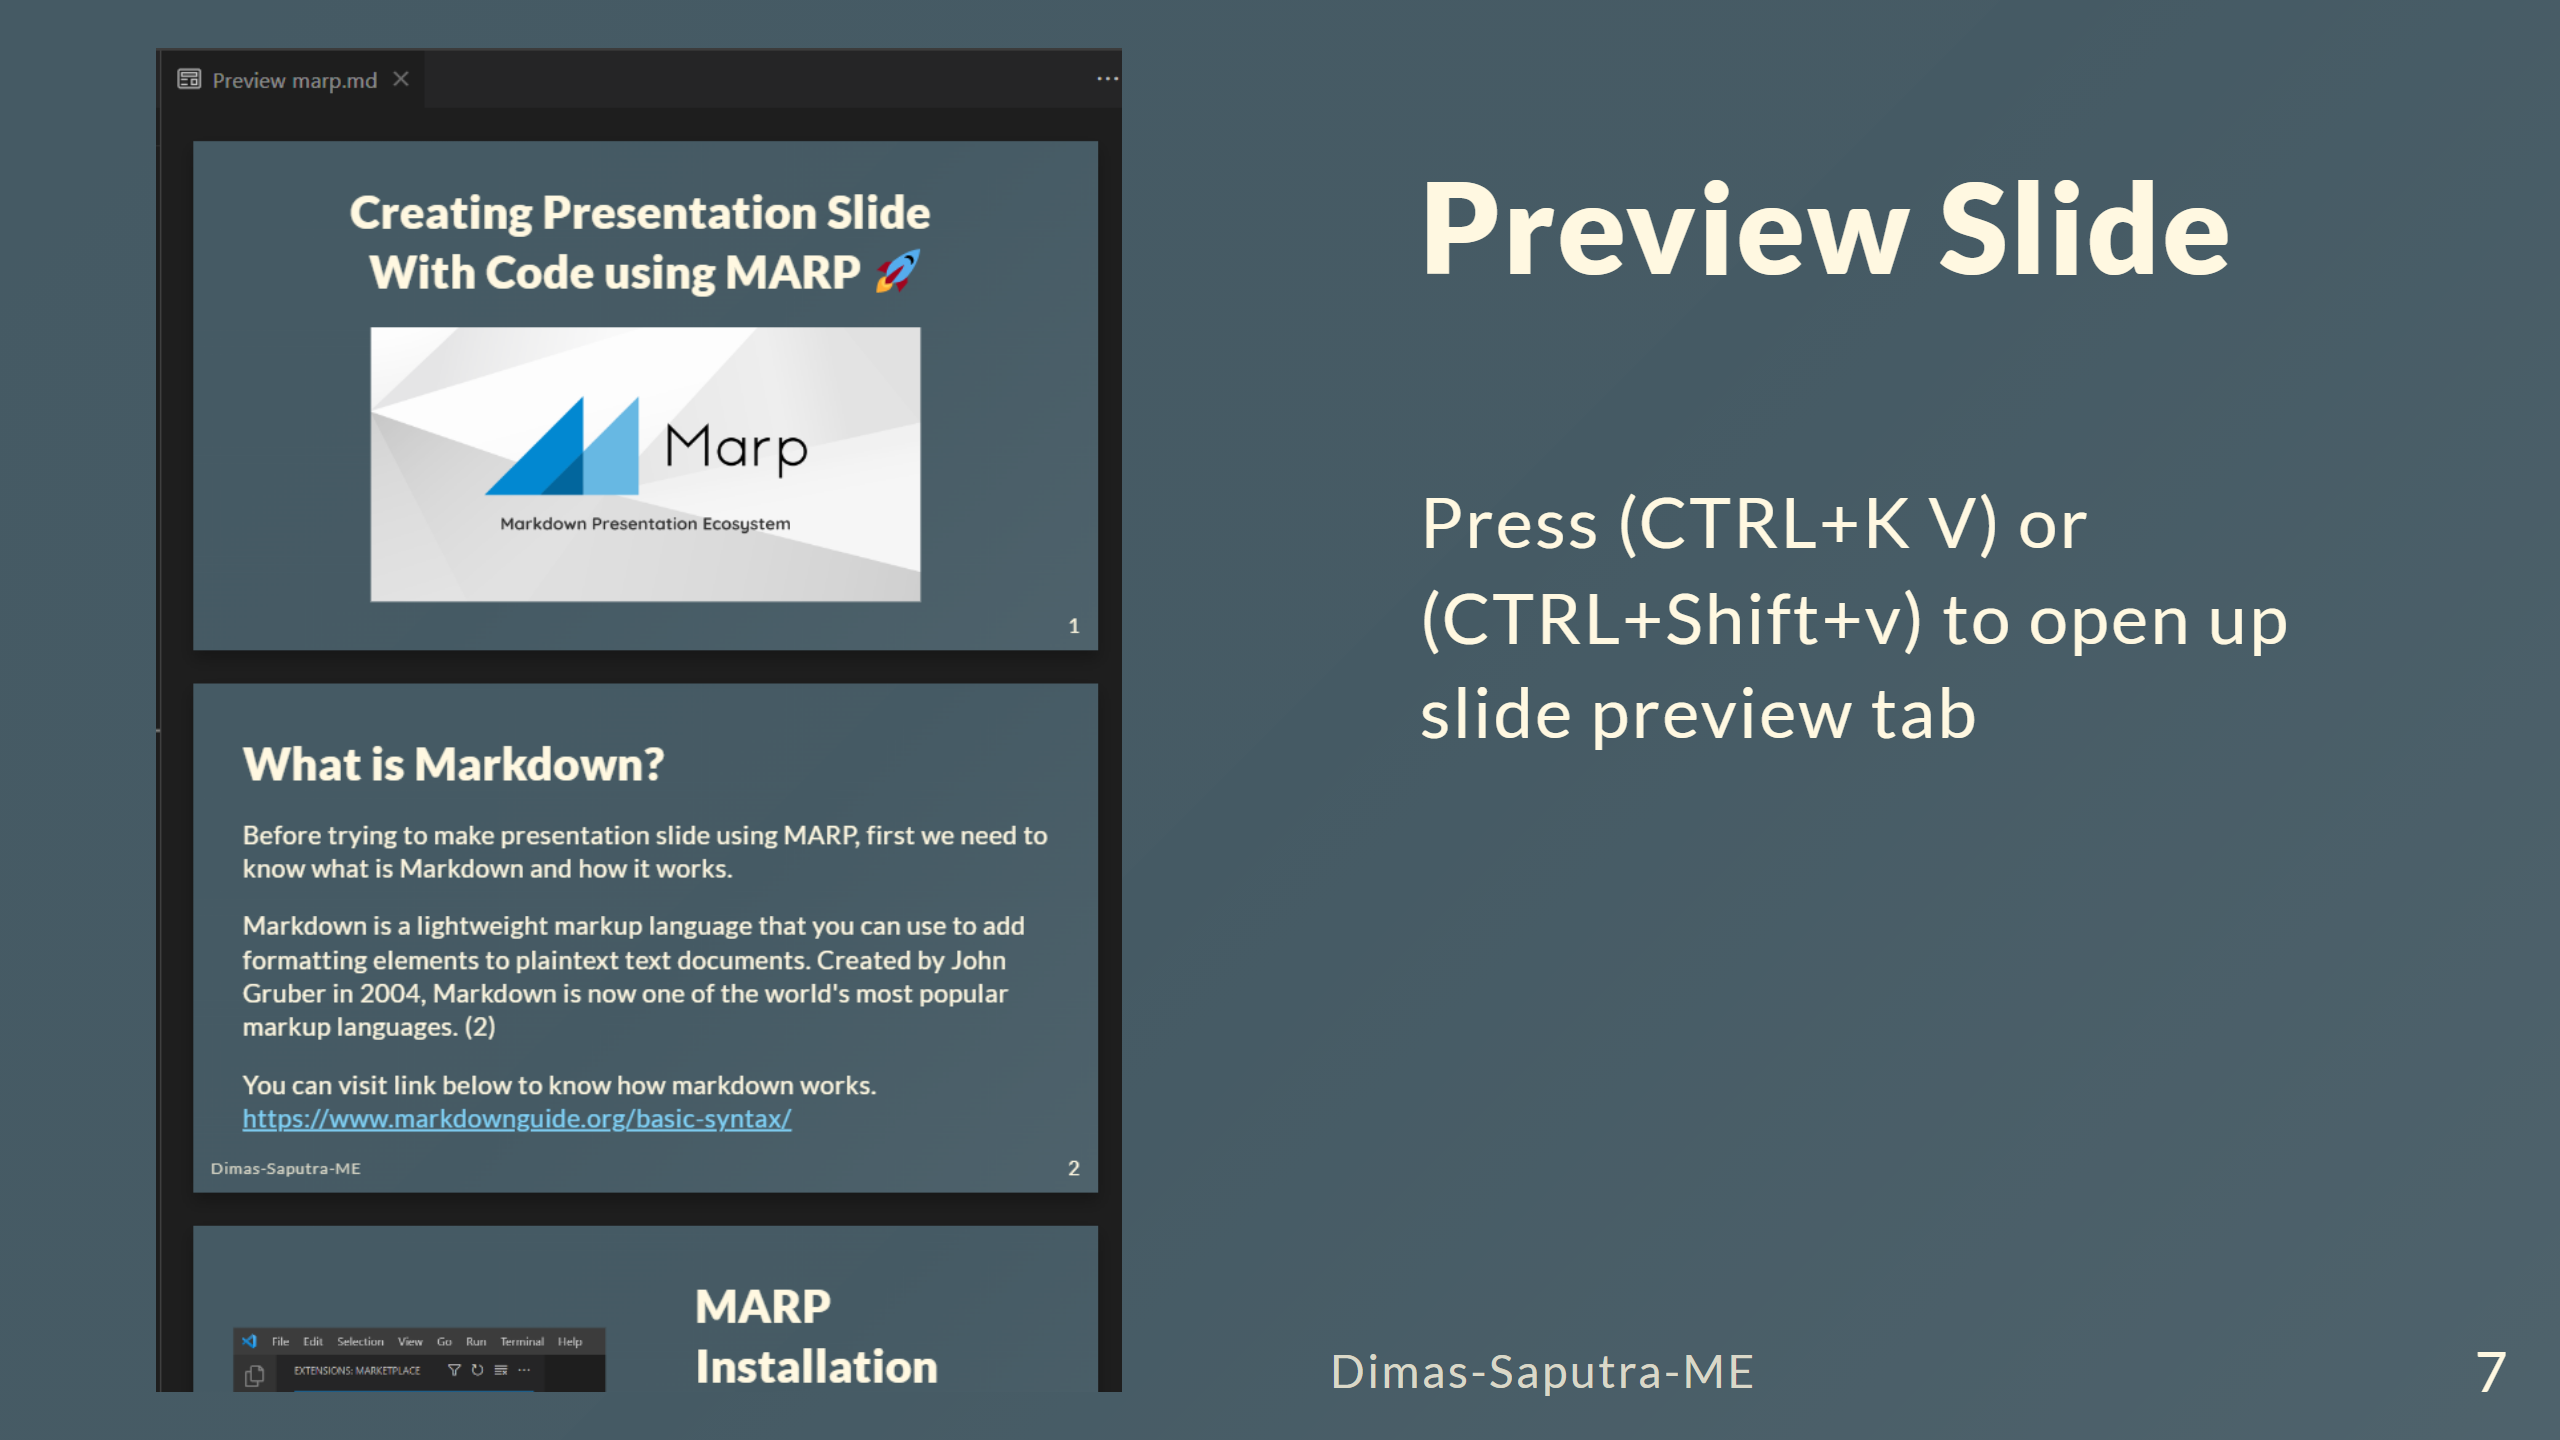 Preview marp.md
Creating Presentation Slide
With Code using MARP 🚀
Marp
Markdown Presentation Ecosystem
1
What is Markdown?
Before trying to make presentation slide using MARP, first we need to
know what is Markdown and how it works.
Markdown is a lightweight markup language that you can use to add
formatting elements to plaintext text documents. Created by John
Gruber in 2004, Markdown is now one of the world's most popular
markup languages. (2)
You can visit link below to know how markdown works.
https://www.markdownguide.org/basic-syntax/
Dimas-Saputra-ME
2
File Edit Selection View Go Run Terminal Help
EXTENSIONS: MARKETPLACE
MARP
Installation
Preview Slide
Press (CTRL+K V) or
(CTRL+Shift+v) to open up
slide preview tab
Dimas-Saputra-ME
7